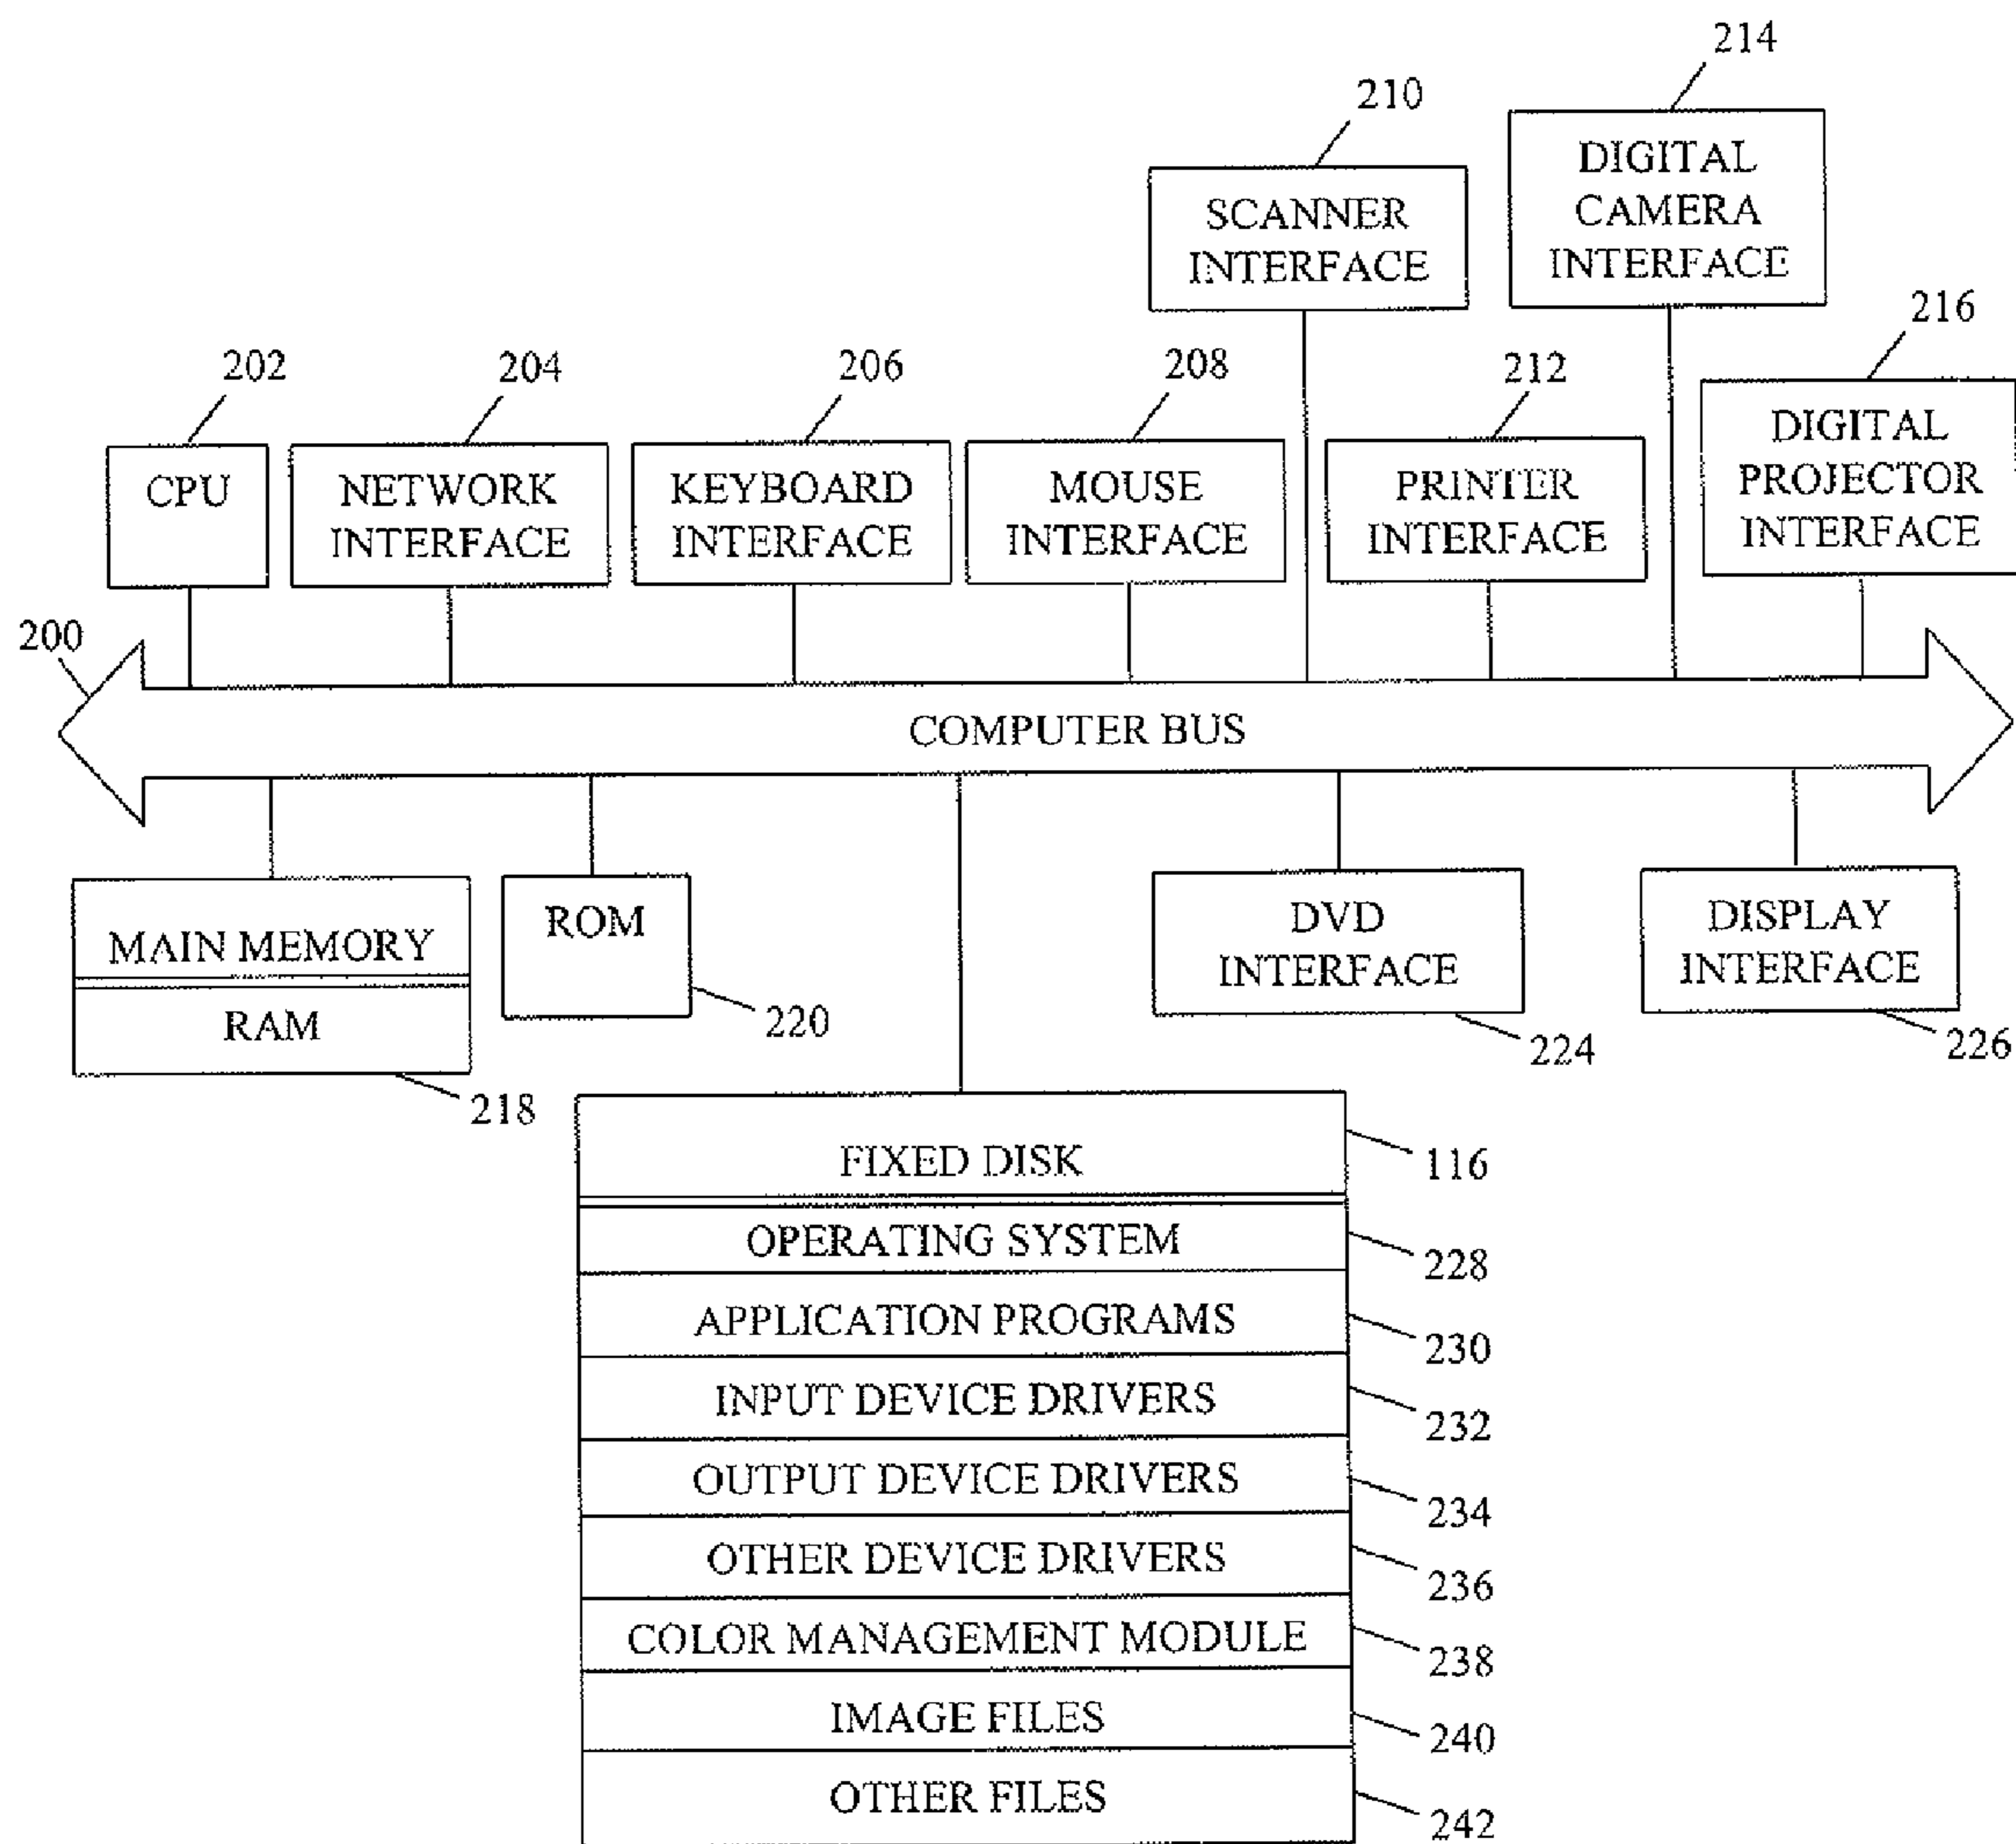 214
210
DIGITAL
CAMERA
INTERFACE
SCANNER
INTERFACE
216
202
204
206
208
212
DIGITAL
PROJECTOR
INTERFACE
CPU
NETWORK
INTERFACE
KEYBOARD
INTERFACE
MOUSE
INTERFACE
PRINTER
INTERFACE
200
COMPUTER BUS
MAIN MEMORY
RAM
218
ROM
220
DVD
INTERFACE
224
DISPLAY
INTERFACE
226
FIXED DISK
116
OPERATING SYSTEM
228
APPLICATION PROGRAMS
230
INPUT DEVICE DRIVERS
232
OUTPUT DEVICE DRIVERS
234
OTHER DEVICE DRIVERS
236
COLOR MANAGEMENT MODULE
238
IMAGE FILES
240
OTHER FILES
242